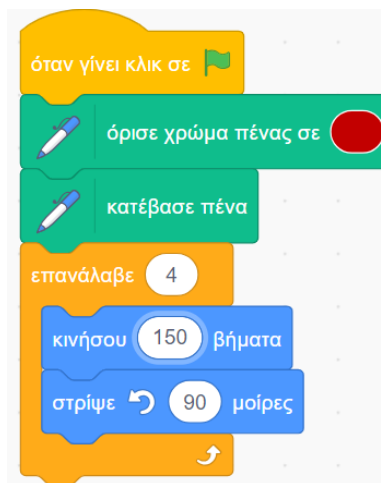 όταν γίνει κλικ σε
όρισε χρώμα πένας σε
κατέβασε πένα
επανάλαβε 4
κινήσου 150 βήματα
στρίψε 90 μοίρες